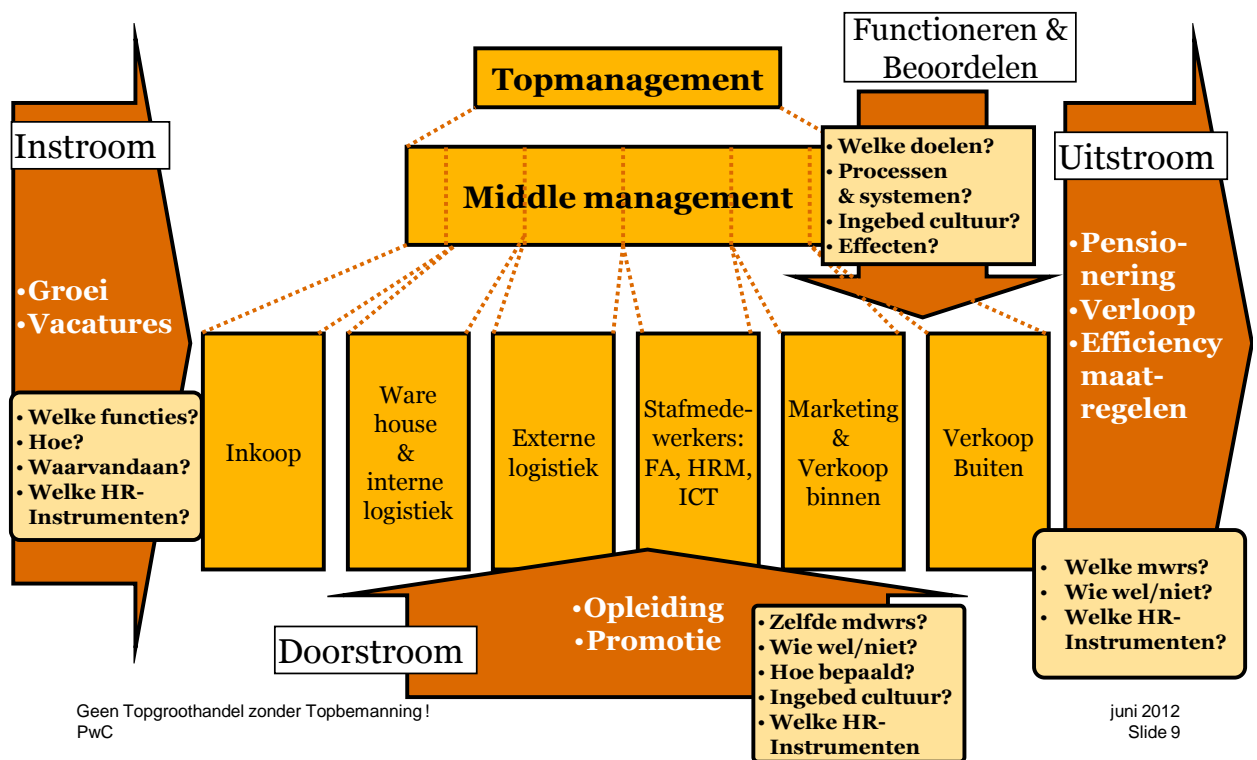 Functioneren &
Beoordelen
Topmanagement
Instroom
• Welke doelen?
• Processen
& systemen?
• Ingebed cultuur?
• Effecten?
Uitstroom
Middle management
•Groei
•Vacatures
•Pensio-
nering
•Verloop
•Efficiency
maat-
regelen
• Welke functies?
• Hoe?
• Waarvandaan?
• Welke HR-
Instrumenten?
Inkoop
Ware
house
&
interne
logistiek
Externe
logistiek
Stafmede-
werkers:
FA, HRM,
ICT
Marketing
&
Verkoop
binnen
Verkoop
Buiten
• Welke mwrs?
• Wie wel/niet?
• Welke HR-
Instrumenten?
Doorstroom
•Opleiding
•Promotie
• Zelfde mdwrs?
• Wie wel/niet?
• Hoe bepaald?
• Ingebed cultuur?
• Welke HR-
Instrumenten
Geen Topgroothandel zonder Topbemanning !
PwC
juni 2012
Slide 9